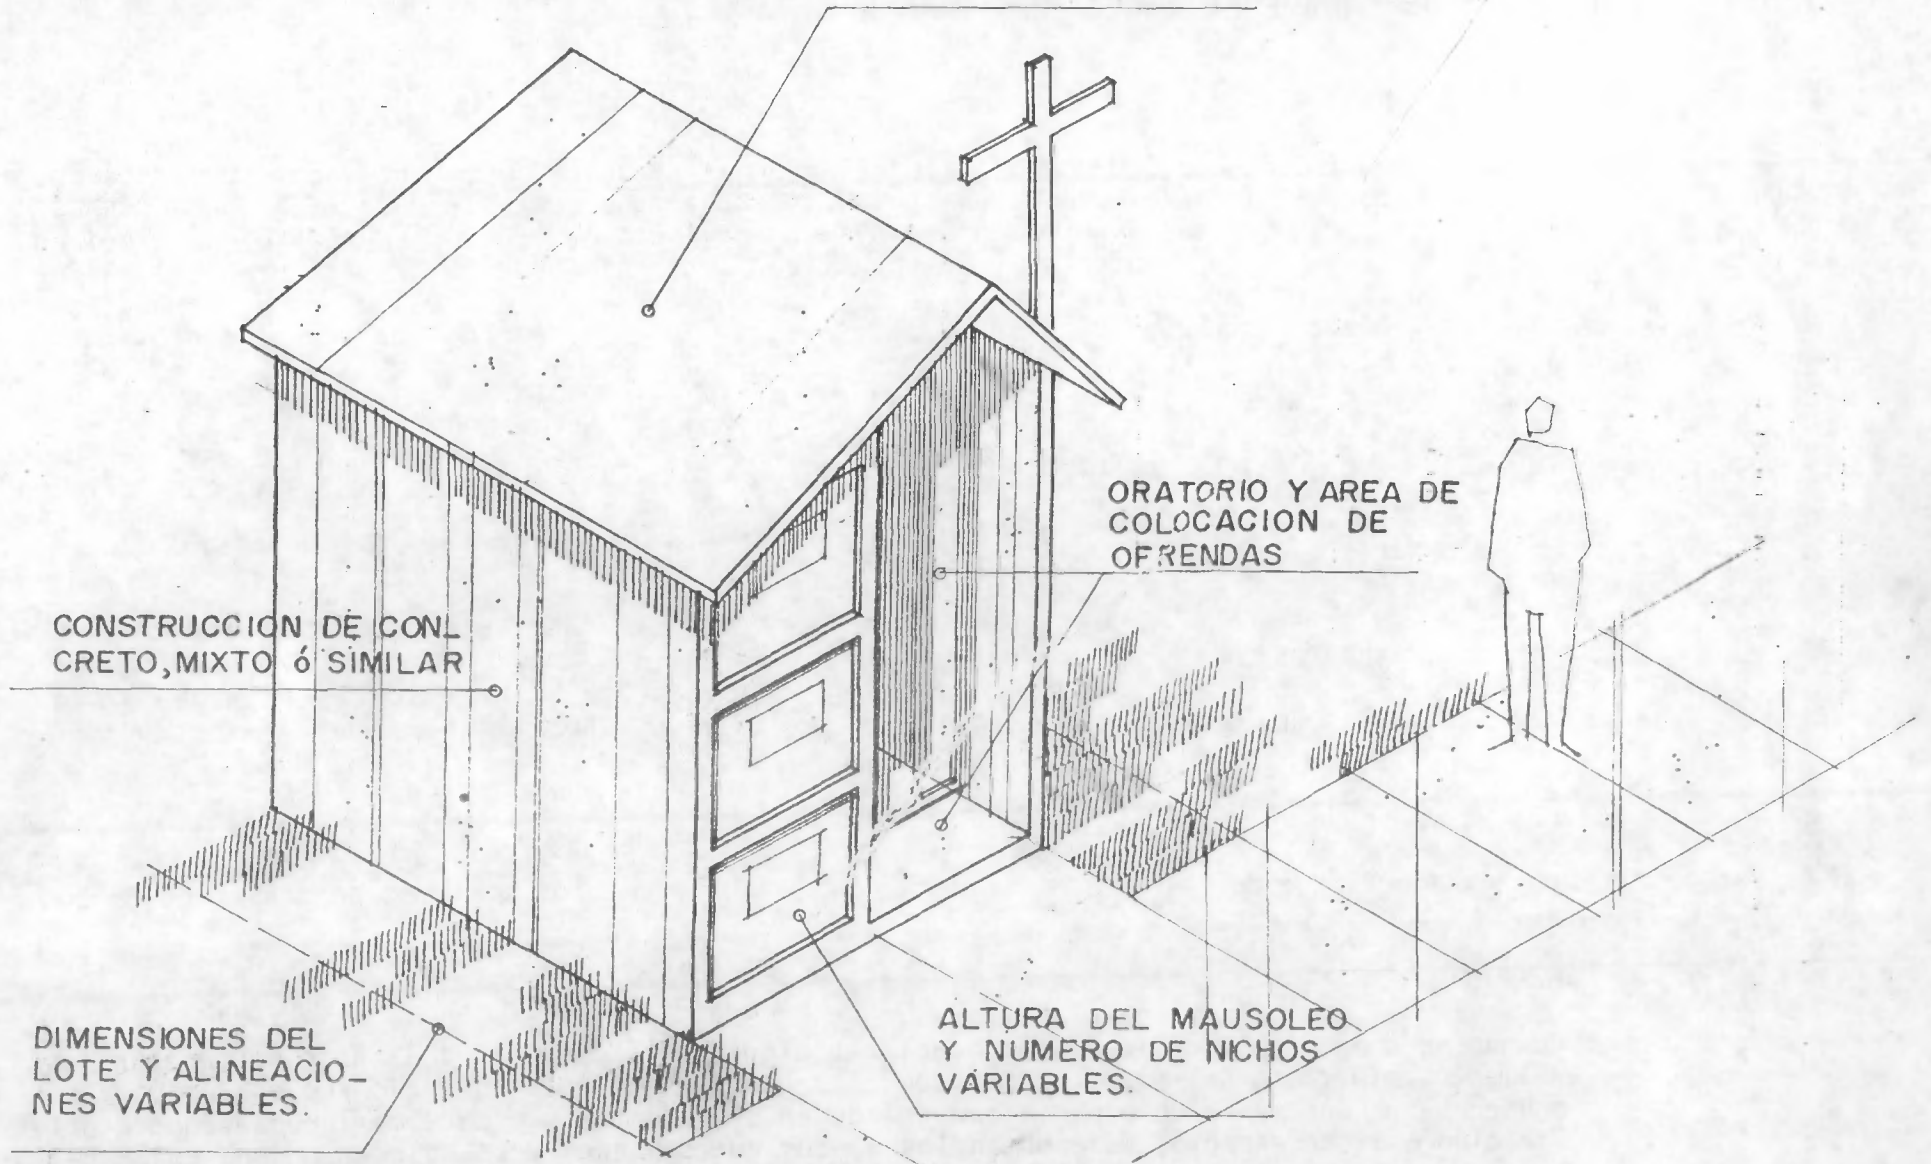 ORATORIO Y AREA DE
COLOCACION DE
OFRENDAS
CONSTRUCCION DE CON_
CRETO, MIXTO ó SIMILAR
DIMENSIONES DEL
LOTE Y ALINEACIO_
NES VARIABLES.
ALTURA DEL MAUSOLEO
Y NUMERO DE NICHOS
VARIABLES.